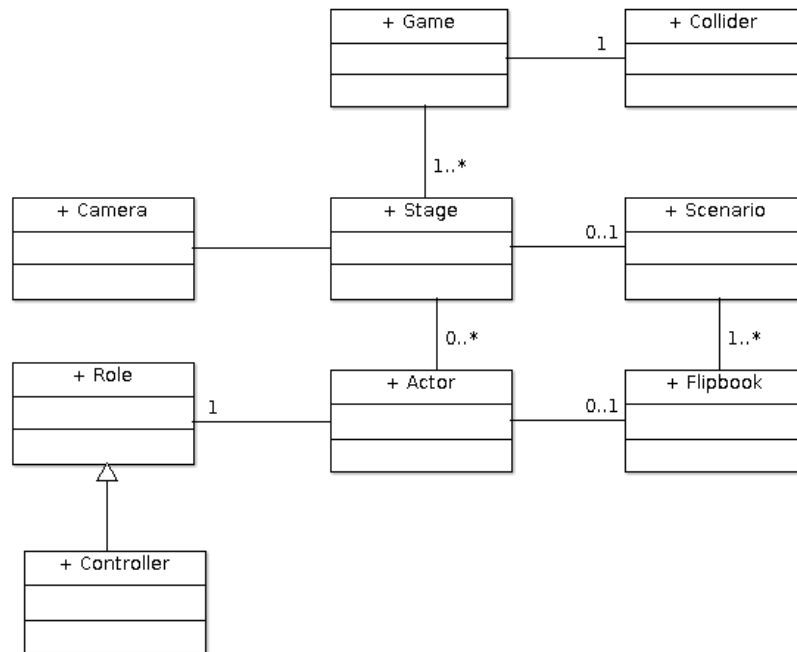 + Game
+ Collider
1
1..*
+ Camera
+ Stage
+ Scenario
0..1
0..*
1..*
+ Role
+ Actor
+ Flipbook
1
0..1
+ Controller